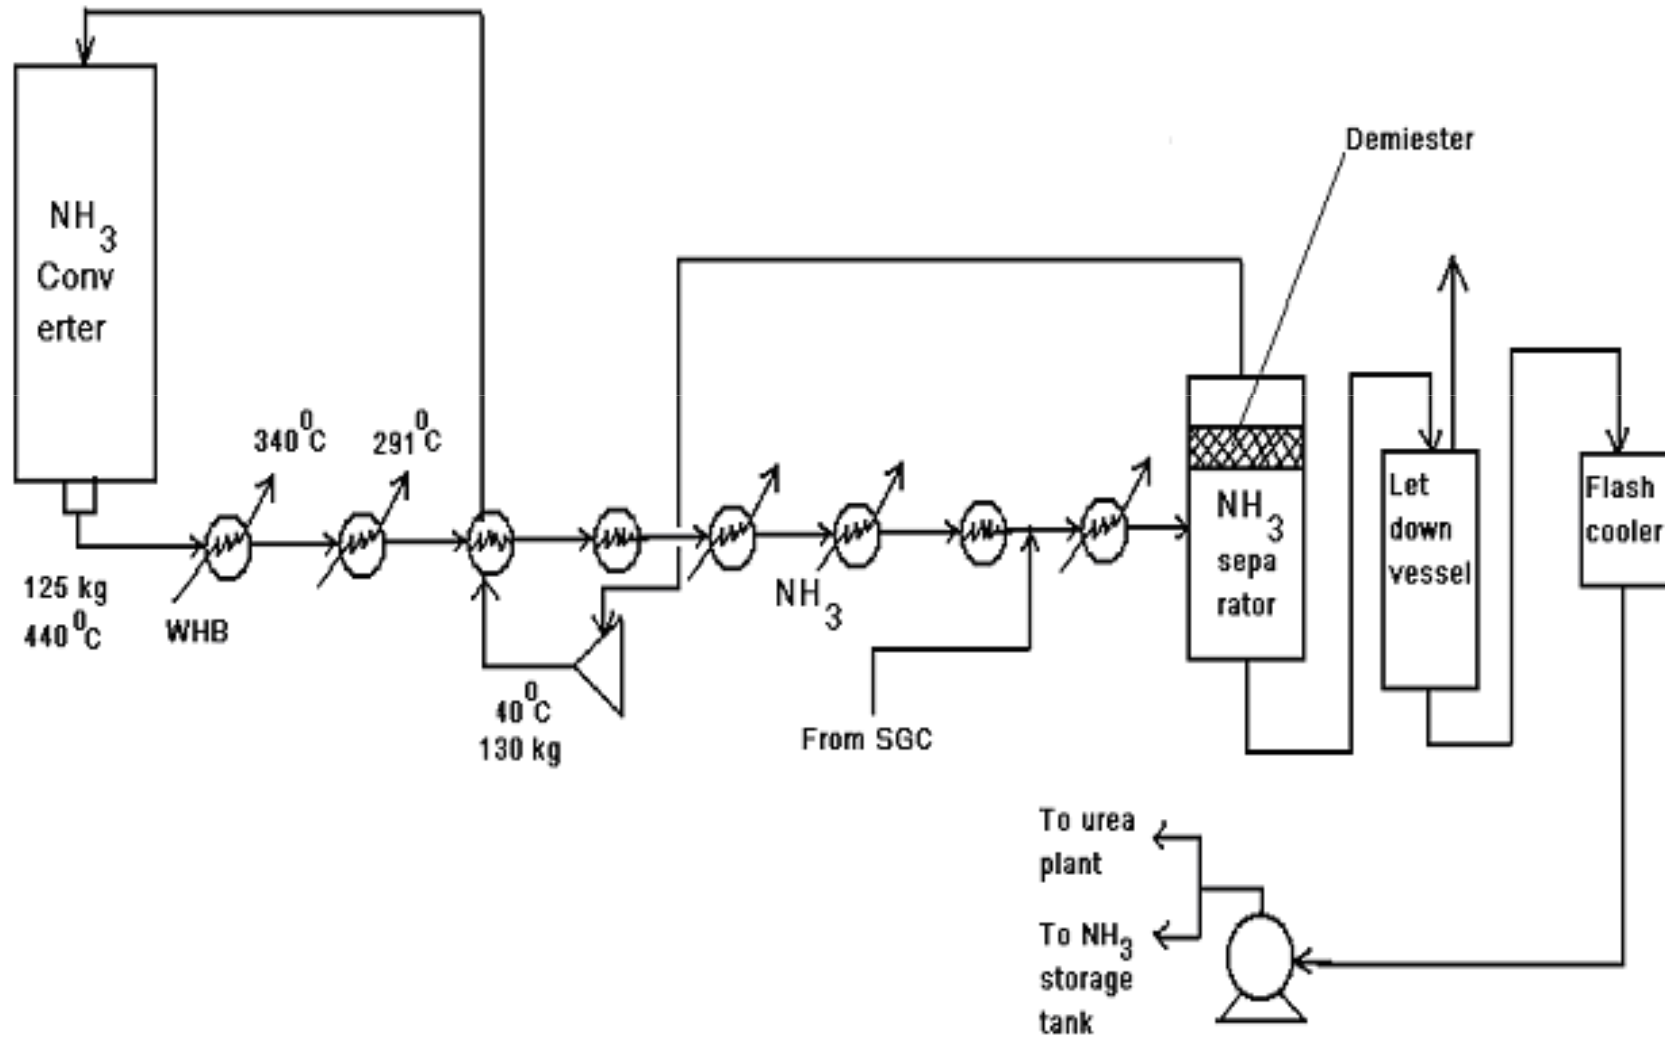 Demiester
NH3
Conv
erter
340⁰C
291⁰C
125 kg
440⁰C
WHB
NH3
40⁰C
130 kg
From SGC
NH3
sepa
rator
Let
down
vessel
Flash
cooler
To urea
plant
To NH3
storage
tank